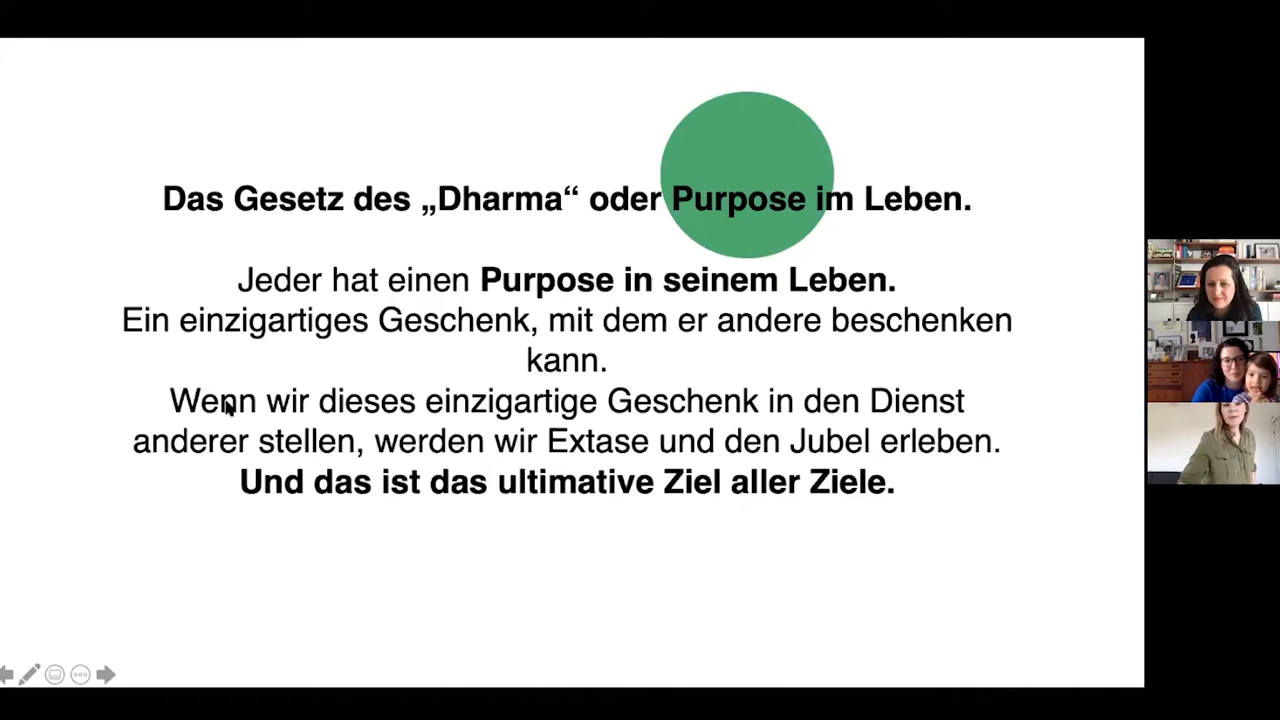 Das Gesetz des „Dharma“ oder Purpose im Leben.
Jeder hat einen Purpose in seinem Leben.
Ein einzigartiges Geschenk, mit dem er andere beschenken
kann.
Wenn wir dieses einzigartige Geschenk in den Dienst
anderer stellen, werden wir Extase und den Jubel erleben.
Und das ist das ultimative Ziel aller Ziele.